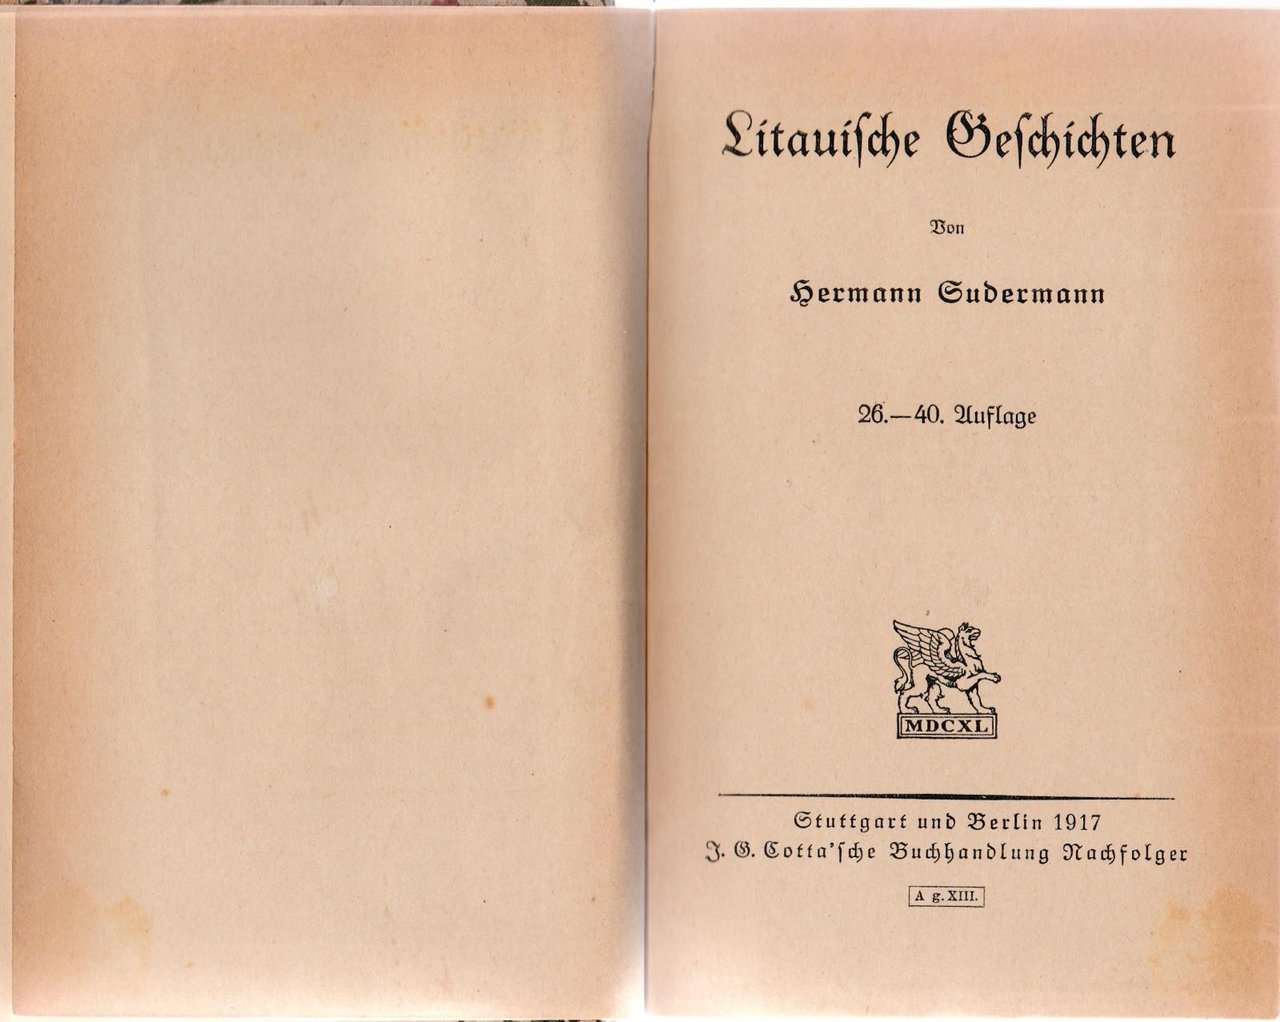 Litauiſche Geſchichten
Von
Hermann Sudermann
26.—40. Auflage
MDCXL
Stuttgart und Berlin 1917
J. G. Cotta'ſche Buchhandlung Nachfolger
A g. XIII.